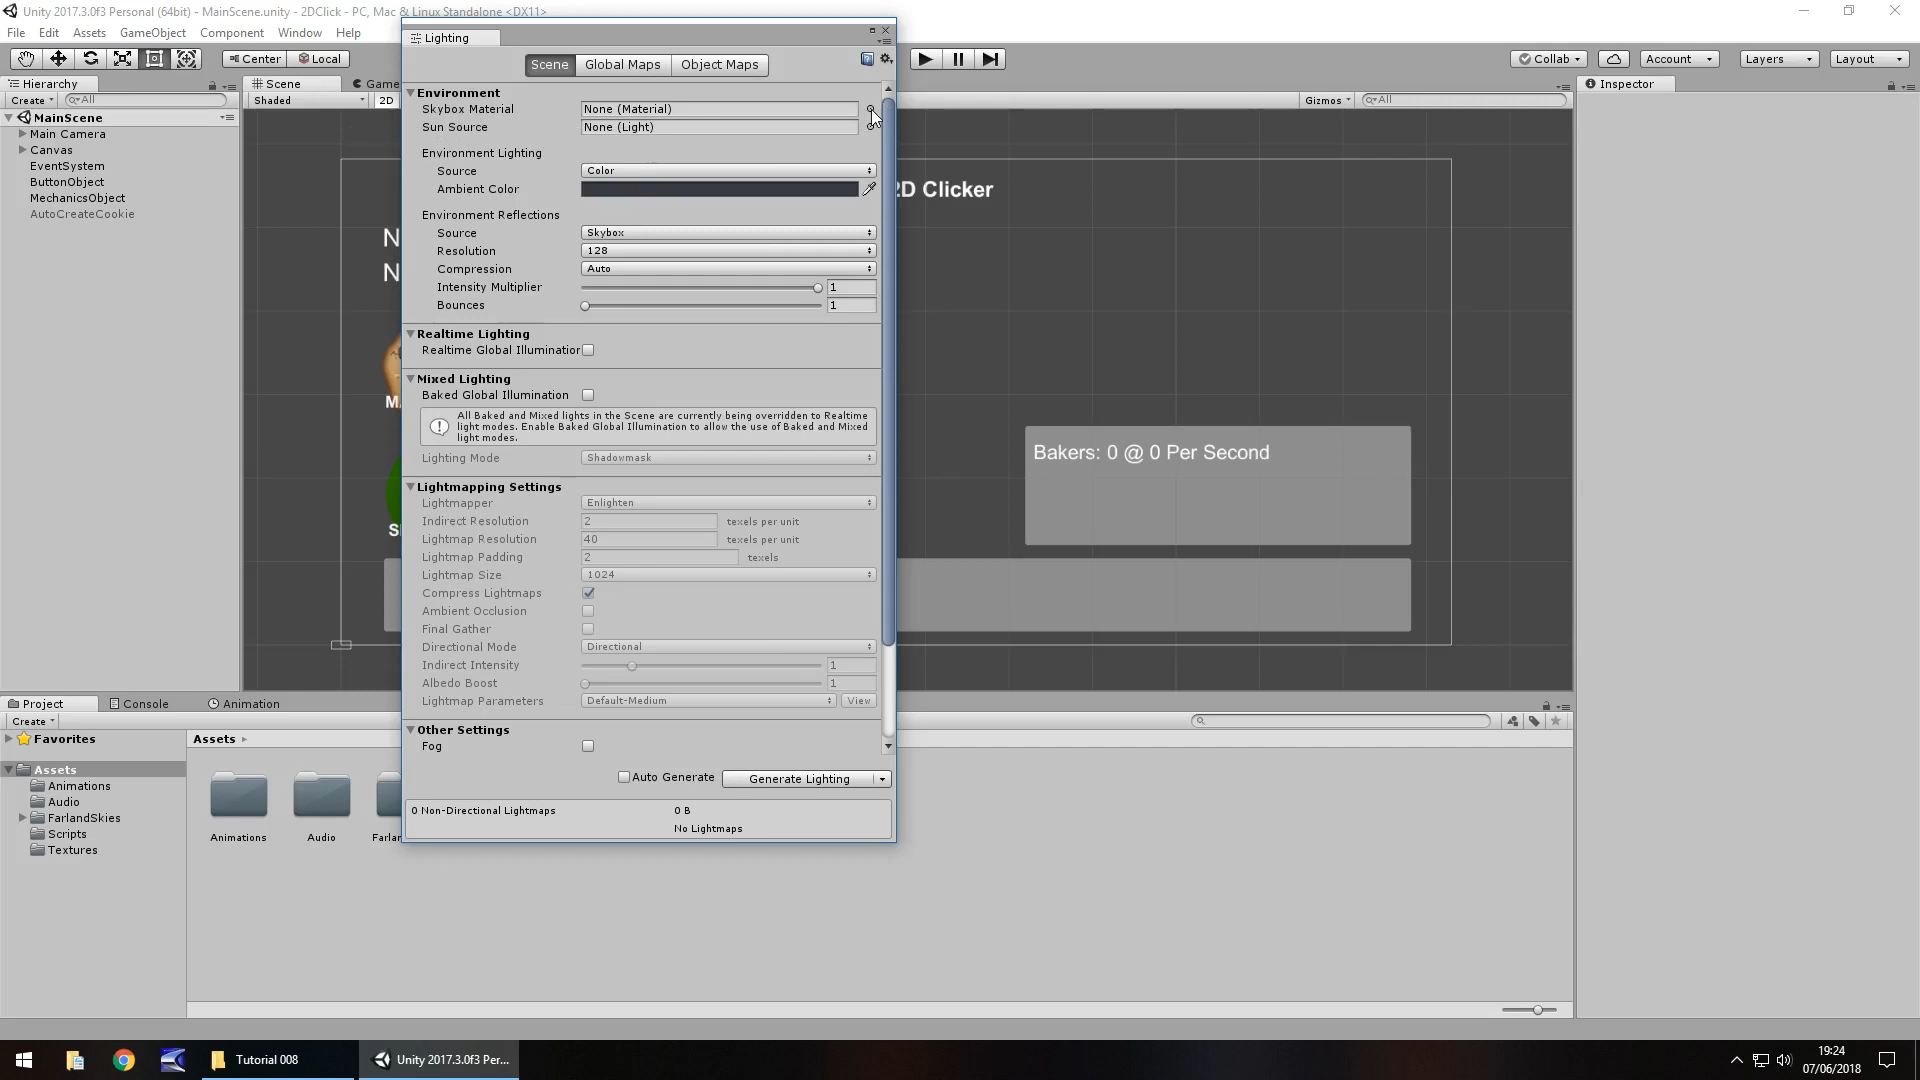 Unity 2017.3.0f3 Personal (64bit) - MainScene.unity - 2DClick - PC, Mac & Linux Standalone <DX11>
File Edit Assets GameObject Component Window Help
Center Local Collab Account Layers Layout
Hierarchy
Create All
MainScene
Main Camera
Canvas
EventSystem
ButtonObject
MechanicsObject
AutoCreateCookie
Scene Game
Shaded 2D
Gizmos All
Inspector
2D Clicker
N
N
Bakers: 0 @ 0 Per Second
Lighting
Scene Global Maps Object Maps
Environment
Skybox Material None (Material)
Sun Source None (Light)
Environment Lighting
Source Color
Ambient Color
Environment Reflections
Source Skybox
Resolution 128
Compression Auto
Intensity Multiplier 1
Bounces 1
Realtime Lighting
Realtime Global Illumination
Mixed Lighting
Baked Global Illumination
All Baked and Mixed lights in the Scene are currently being overridden to Realtime
light modes. Enable Baked Global Illumination to allow the use of Baked and Mixed
light modes.
Lighting Mode Shadowmask
Lightmapping Settings
Lightmapper Enlighten
Indirect Resolution 2 texels per unit
Lightmap Resolution 40 texels per unit
Lightmap Padding 2 texels
Lightmap Size 1024
Compress Lightmaps
Ambient Occlusion
Final Gather
Directional Mode Directional
Indirect Intensity 1
Albedo Boost 1
Lightmap Parameters Default-Medium View
Other Settings
Fog
Auto Generate Generate Lighting
0 Non-Directional Lightmaps 0 B
No Lightmaps
Project Console Animation
Create
Favorites
Assets
Animations
Audio
FarlandSkies
Scripts
Textures
Assets
Animations Audio Farlan
Tutorial 008
Unity 2017.3.0f3 Per...
19:24
07/06/2018